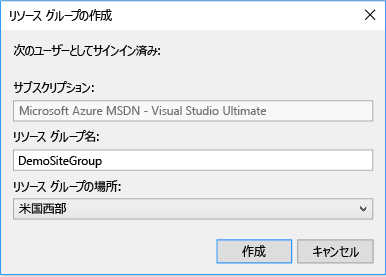 リソース グループの作成
次のユーザーとしてサインイン済み:
サブスクリプション:
Microsoft Azure MSDN - Visual Studio Ultimate
リソース グループ名:
DemoSiteGroup
リソース グループの場所:
米国西部
作成 キャンセル